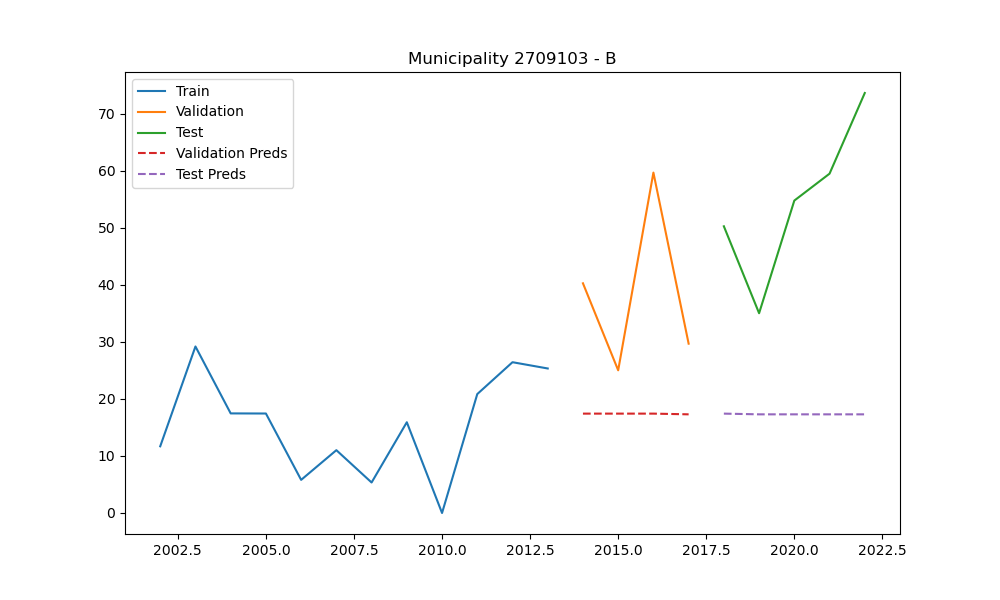 Municipality 2709103 - B
Train
Validation
Test
Validation Preds
Test Preds
70
60
50
40
30
20
10
0
2002.5 2005.0 2007.5 2010.0 2012.5 2015.0 2017.5 2020.0 2022.5